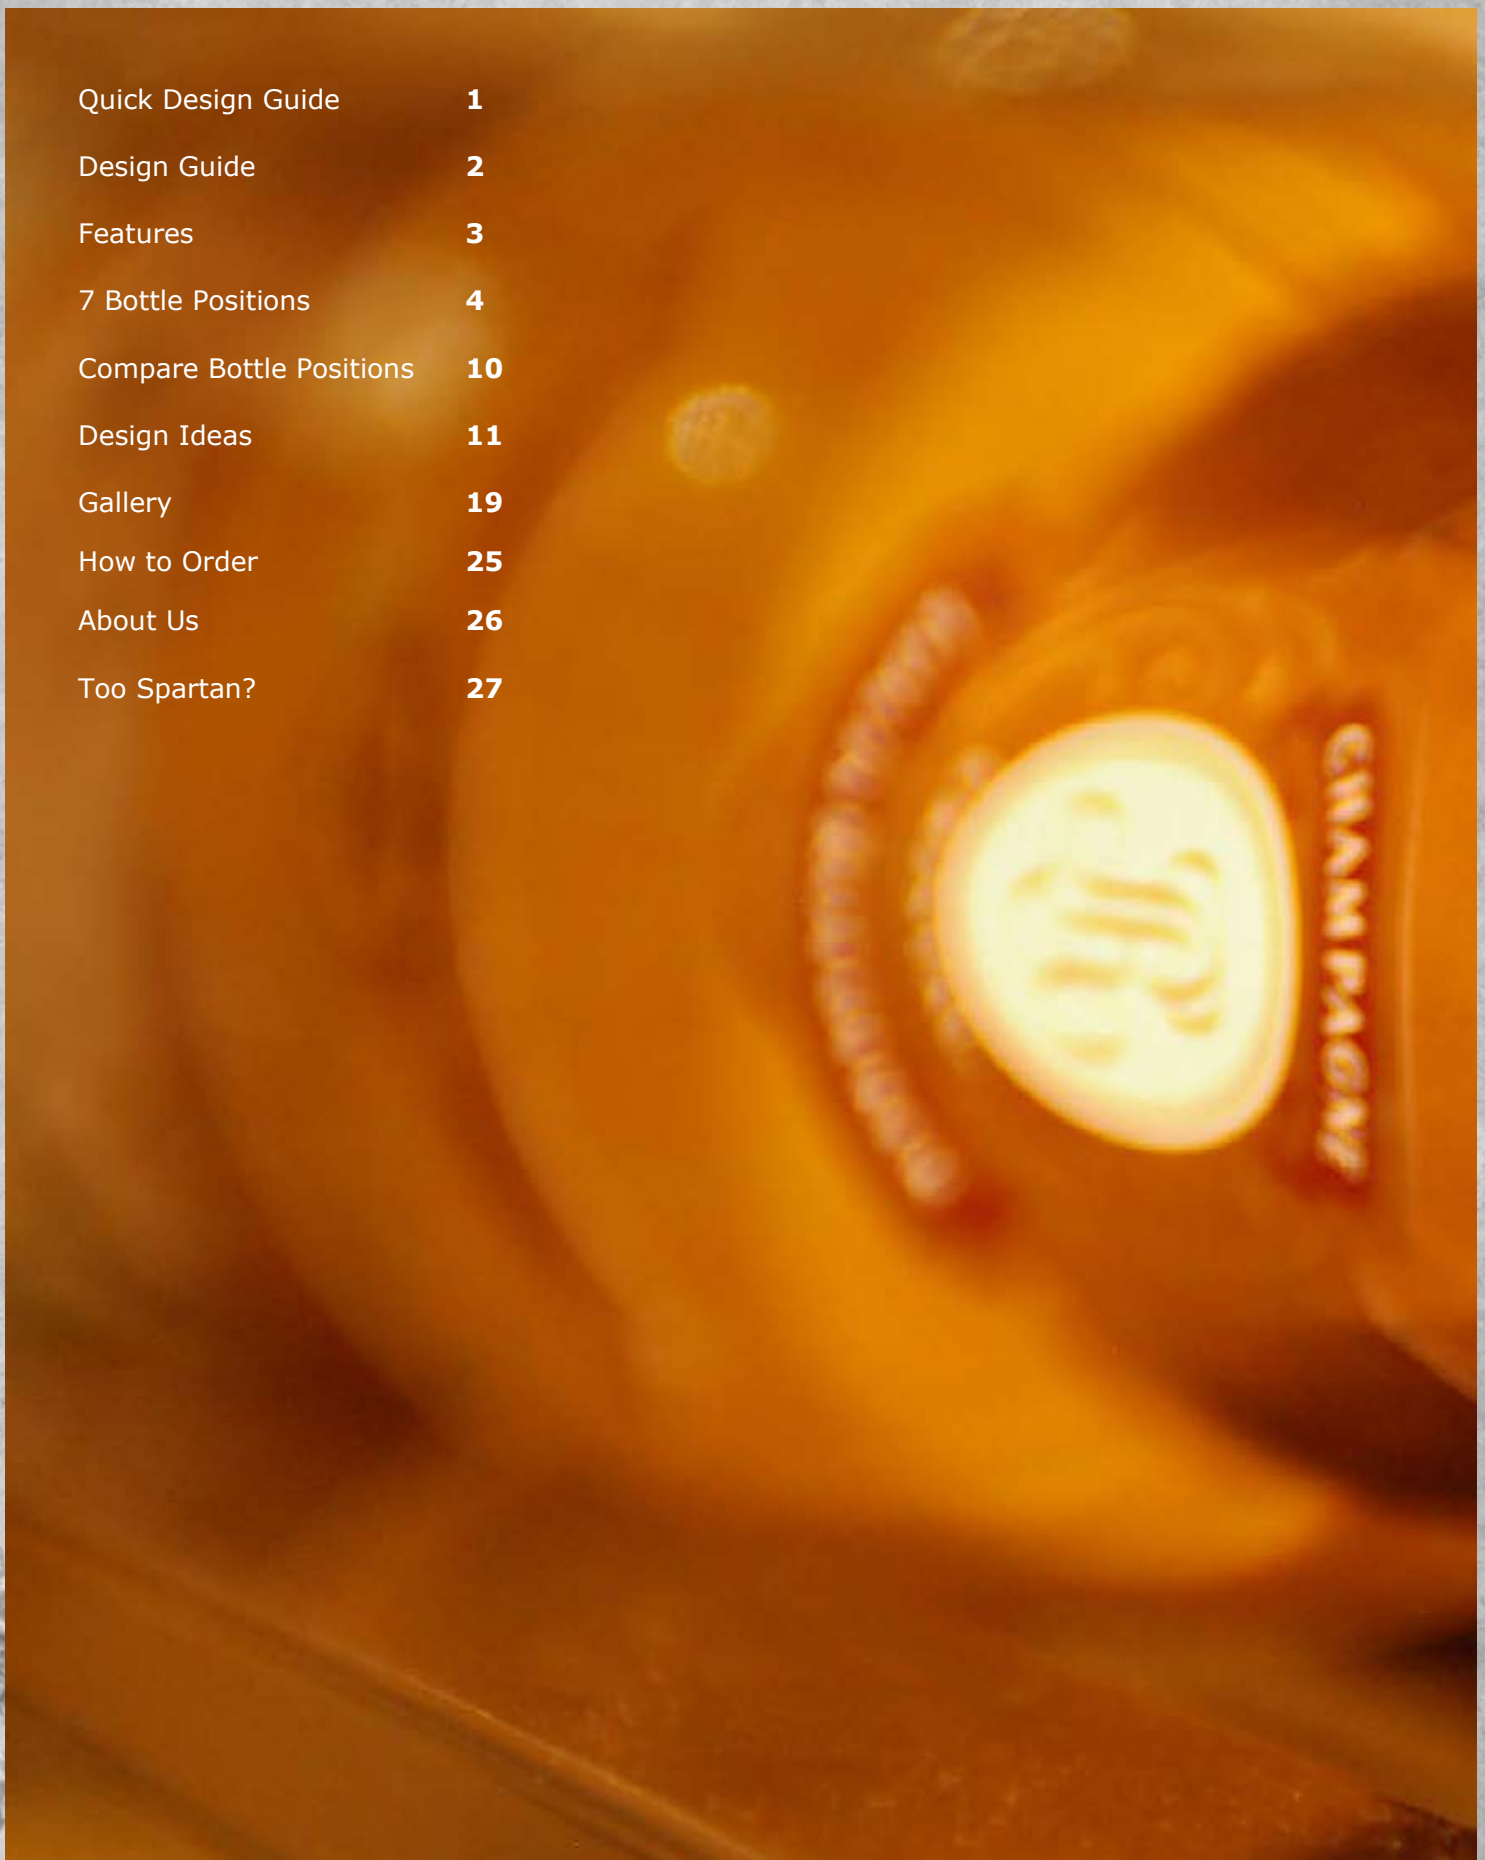 Quick Design Guide 1
Design Guide 2
Features 3
7 Bottle Positions 4
Compare Bottle Positions 10
Design Ideas 11
Gallery 19
How to Order 25
About Us 26
Too Spartan? 27
CHAMPAGNE